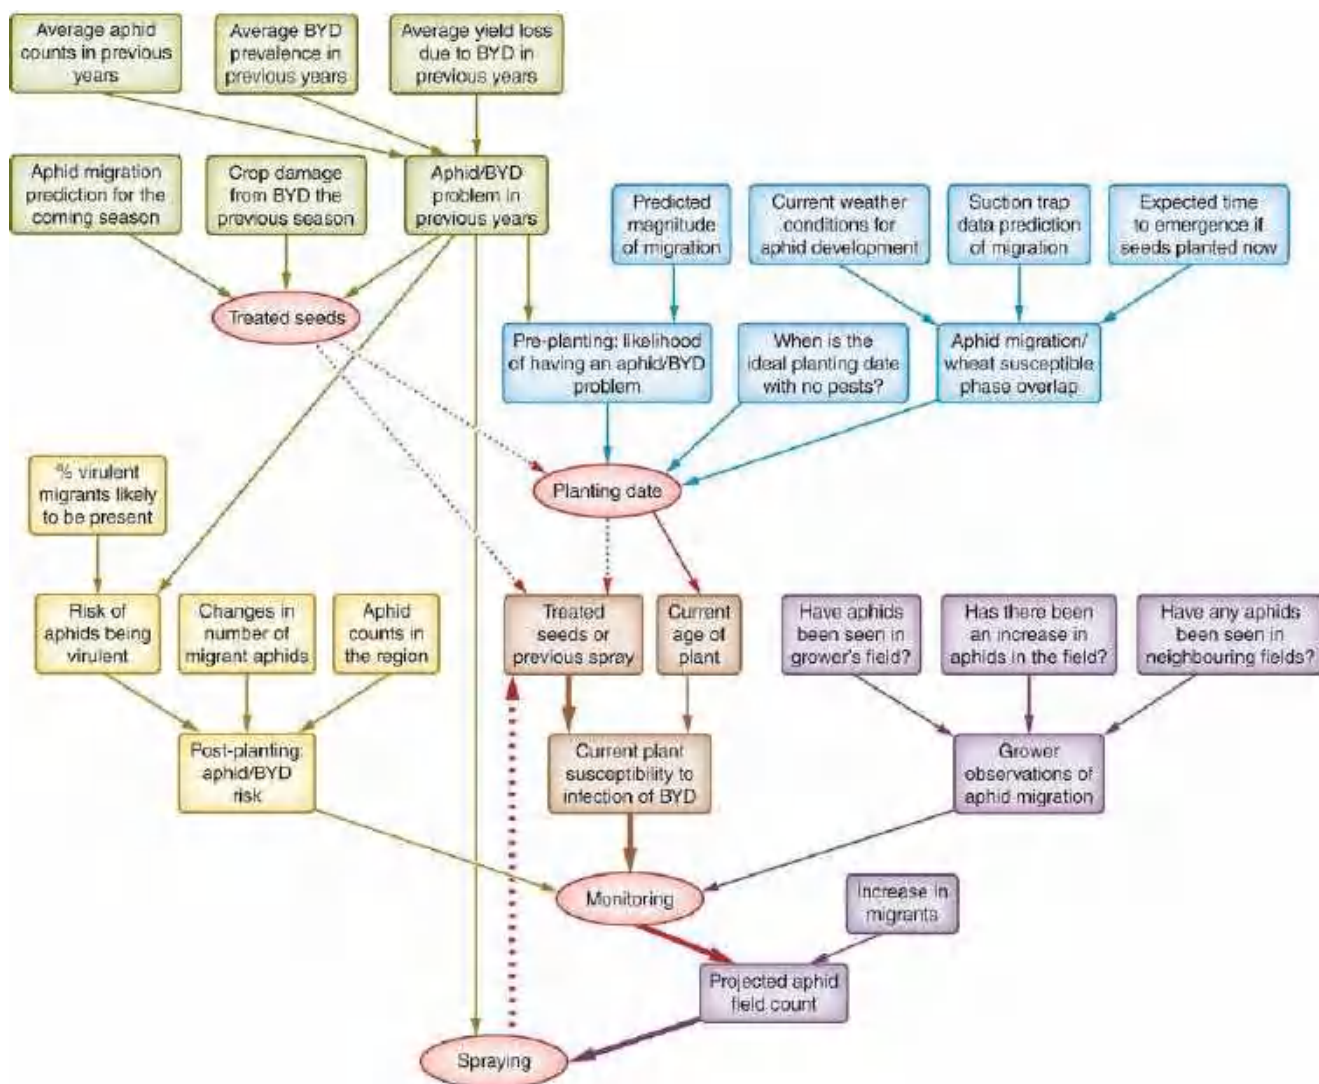 Average aphid
counts in previous
years
Average BYD
prevalence in
previous years
Average yield loss
due to BYD in
previous years
Aphid migration
prediction for the
coming season
Crop damage
from BYD the
previous season
Aphid/BYD
problem in
previous years
Predicted
magnitude
of migration
Current weather
conditions for
aphid development
Suction trap
data prediction
of migration
Expected time
to emergence if
seeds planted now
Treated seeds
Pre-planting: likelihood
of having an aphid/BYD
problem
When is the
ideal planting date
with no pests?
Aphid migration/
wheat susceptible
phase overlap
% virulent
migrants likely
to be present
Planting date
Risk of
aphids being
virulent
Changes in
number of
migrant aphids
Aphid
counts in
the region
Treated
seeds or
previous spray
Current
age of
plant
Have aphids
been seen in
grower's field?
Has there been
an increase in
aphids in the field?
Have any aphids
been seen in
neighbouring fields?
Post-planting:
aphid/BYD
risk
Current plant
susceptibility to
infection of BYD
Grower
observations of
aphid migration
Monitoring
Increase in
migrants
Projected aphid
field count
Spraying